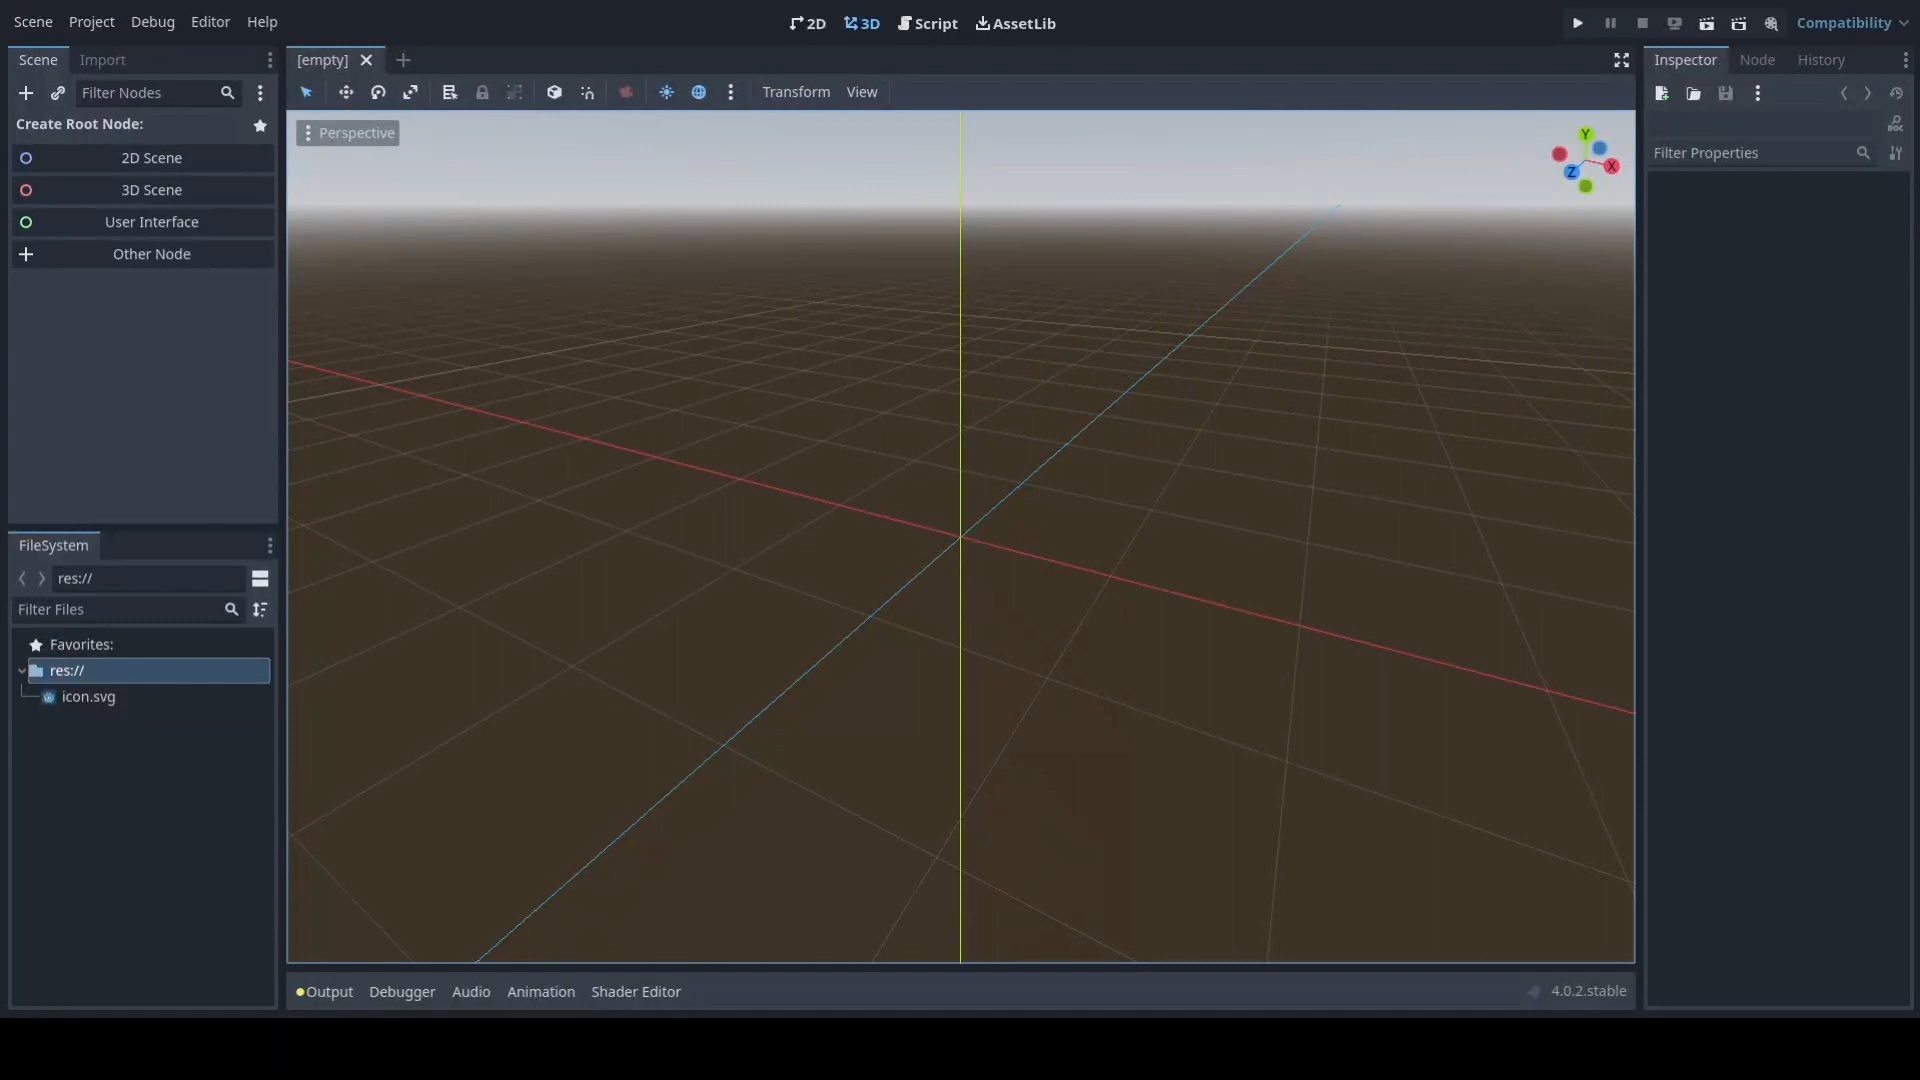 Scene Project Debug Editor Help
2D 3D Script AssetLib
Compatibility
Scene Import
Filter Nodes
Create Root Node:
2D Scene
3D Scene
User Interface
Other Node
FileSystem
res://
Filter Files
Favorites:
res://
icon.svg
[empty]
Transform View
Perspective
Y
X
Z
Output Debugger Audio Animation Shader Editor
4.0.2.stable
Inspector Node History
DOC
Filter Properties